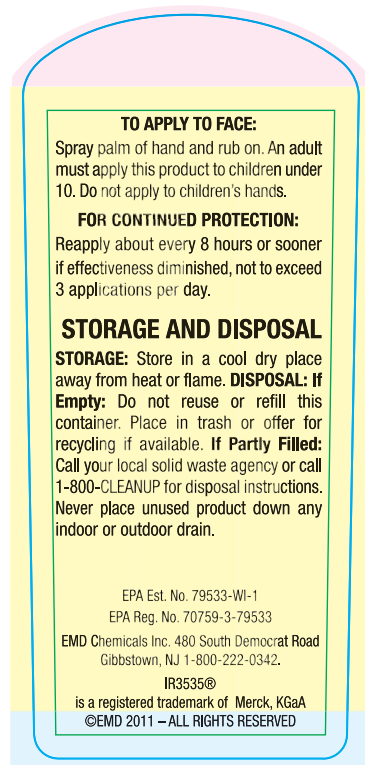 TO APPLY TO FACE:
Spray palm of hand and rub on. An adult
must apply this product to children under
10. Do not apply to children's hands.
FOR CONTINUED PROTECTION:
Reapply about every 8 hours or sooner
if effectiveness diminished, not to exceed
3 applications per day.
STORAGE AND DISPOSAL
STORAGE: Store in a cool dry place
away from heat or flame. DISPOSAL: If
Empty: Do not reuse or refill this
container. Place in trash or offer for
recycling if available. If Partly Filled:
Call your local solid waste agency or call
1-800-CLEANUP for disposal instructions.
Never place unused product down any
indoor or outdoor drain.
EPA Est. No. 79533-WI-1
EPA Reg. No. 70759-3-79533
EMD Chemicals Inc. 480 South Democrat Road
Gibbstown, NJ 1-800-222-0342.
IR3535®
is a registered trademark of Merck, KGaA
©EMD 2011 – ALL RIGHTS RESERVED